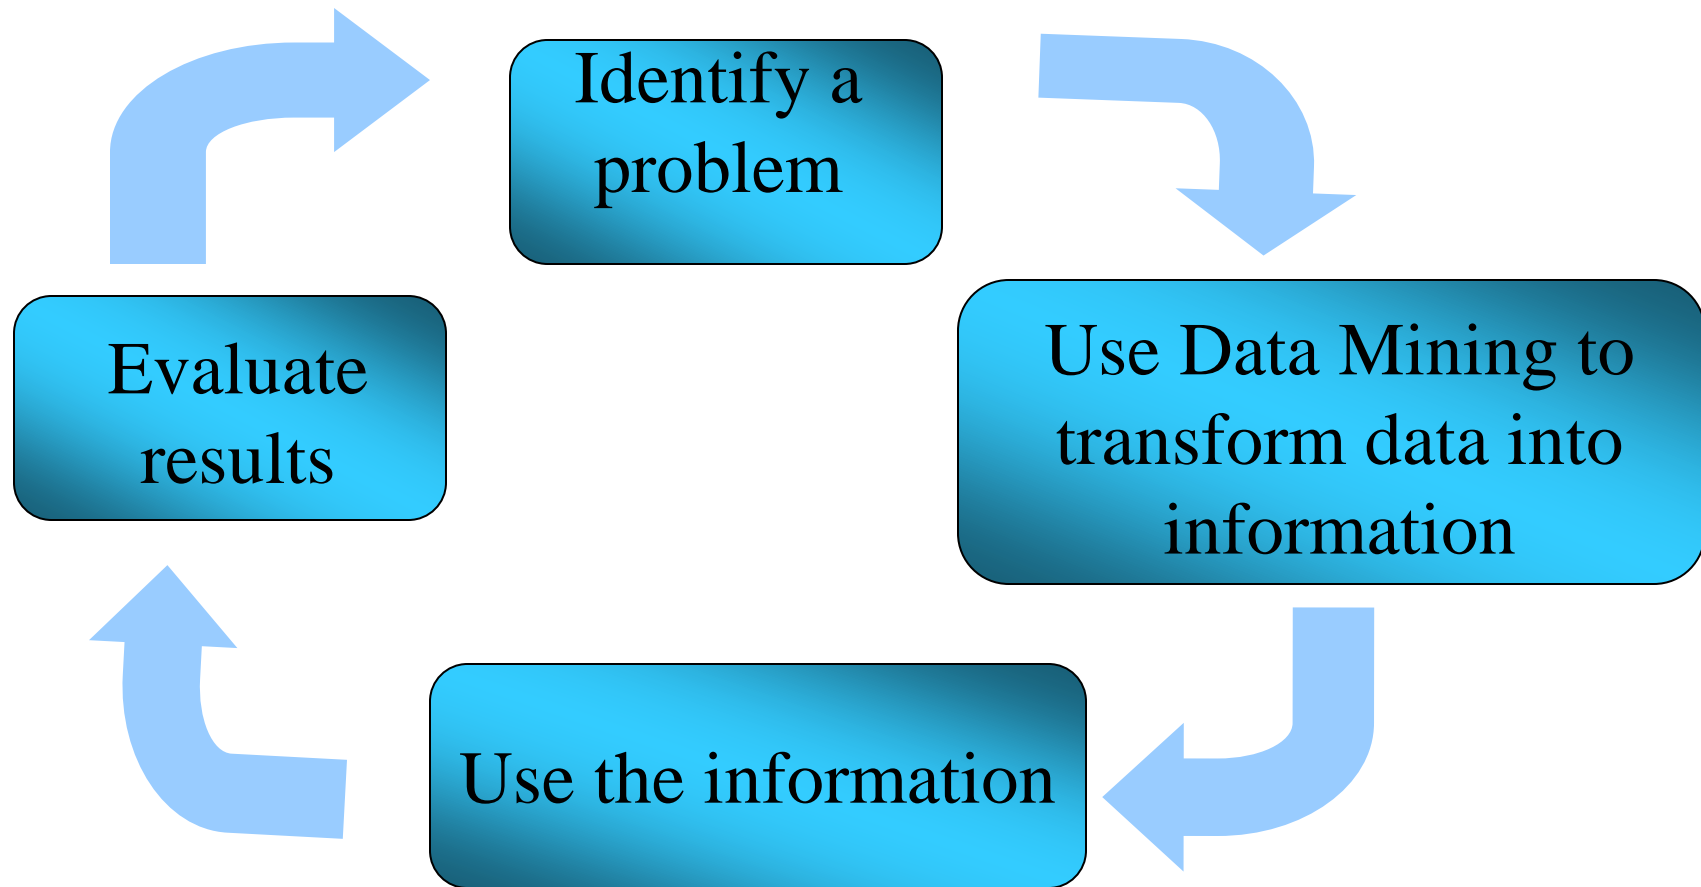 Identify a
problem
Use Data Mining to
transform data into
information
Use the information
Evaluate
results